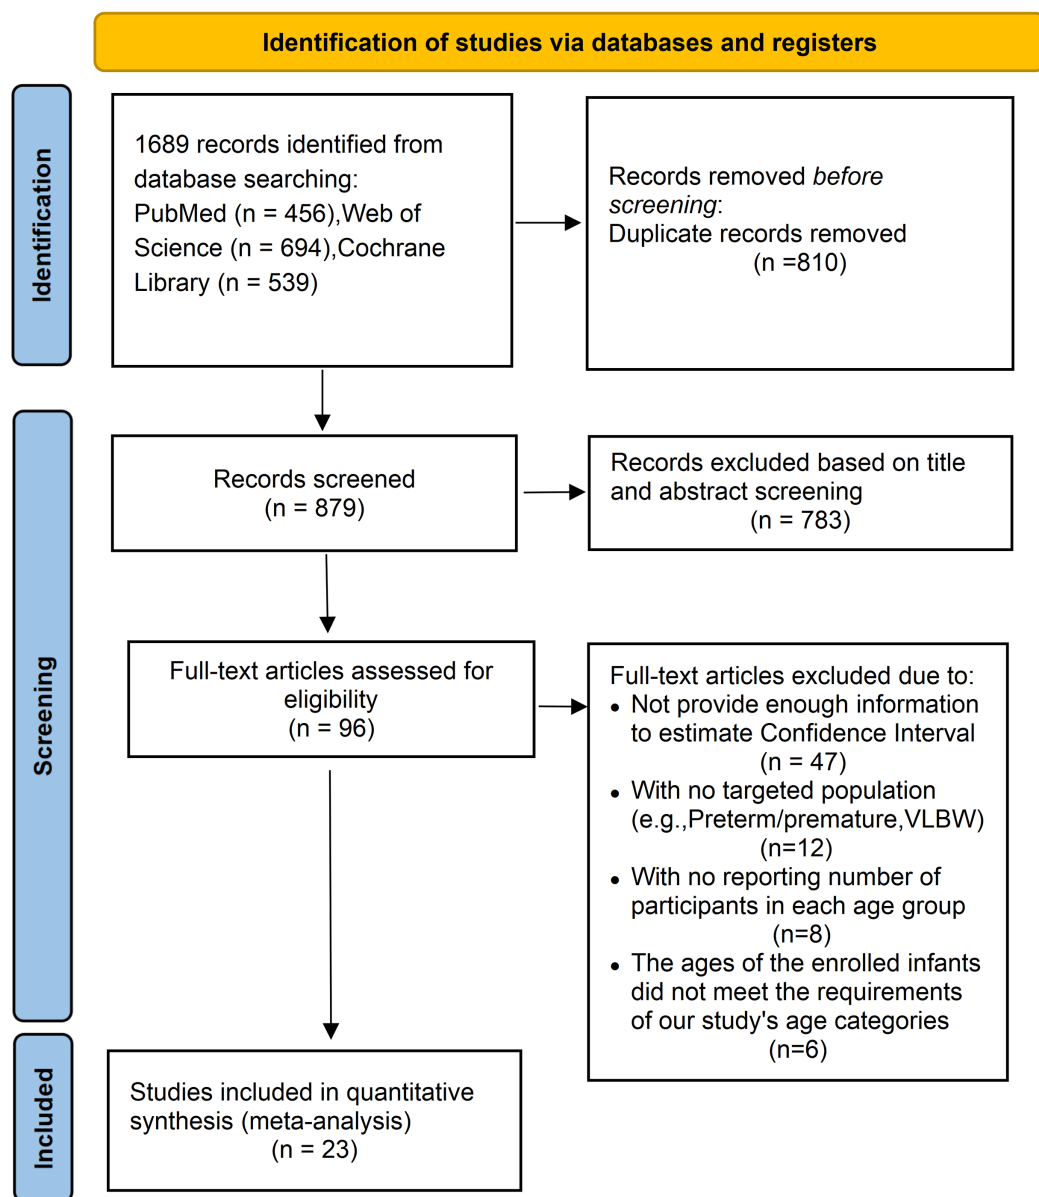 Identification of studies via databases and registers
Identification
1689 records identified from
database searching:
PubMed (n = 456),Web of
Science (n = 694),Cochrane
Library (n = 539)
Records removed before
screening:
Duplicate records removed
(n =810)
Screening
Records screened
(n = 879)
Records excluded based on title
and abstract screening
(n = 783)
Full-text articles assessed for
eligibility
(n = 96)
Full-text articles excluded due to:
• Not provide enough information
to estimate Confidence Interval
(n = 47)
• With no targeted population
(e.g.,Preterm/premature,VLBW)
(n=12)
• With no reporting number of
participants in each age group
(n=8)
• The ages of the enrolled infants
did not meet the requirements
of our study's age categories
(n=6)
Included
Studies included in quantitative
synthesis (meta-analysis)
(n = 23)